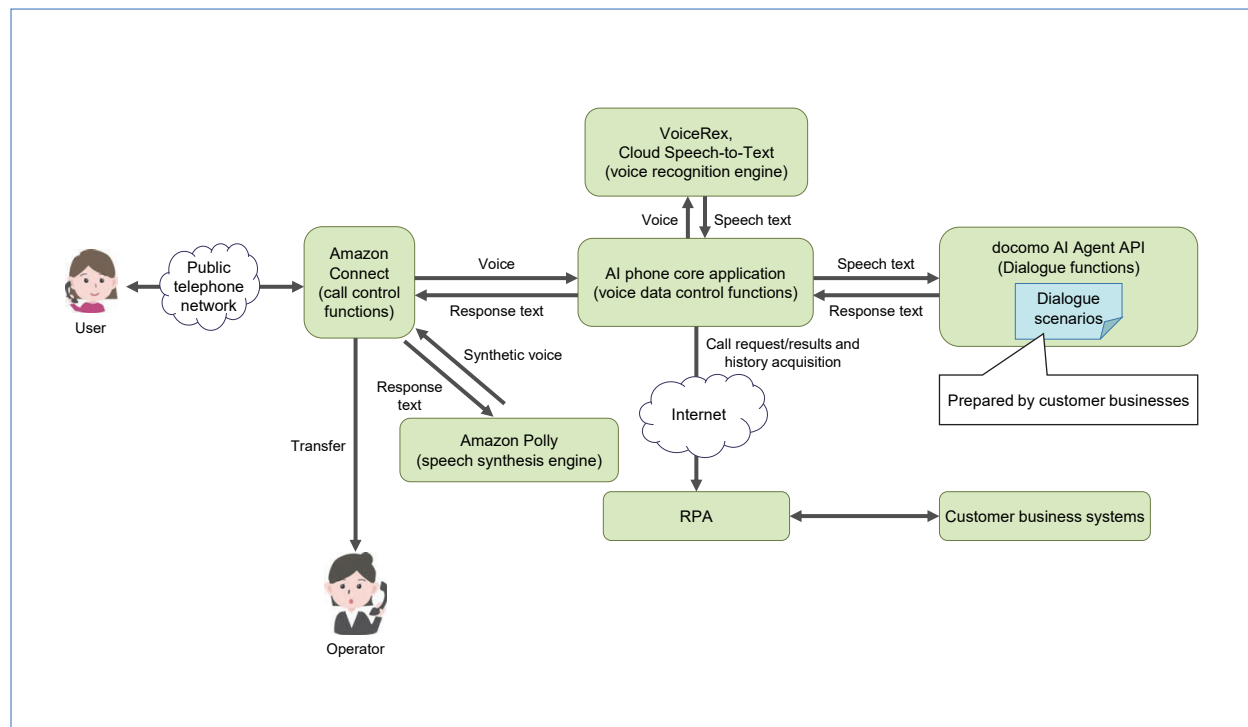 VoiceRex,
Cloud Speech-to-Text
(voice recognition engine)
Voice
Speech text
User
Public
telephone
network
Amazon
Connect
(call control
functions)
Voice
Response text
AI phone core application
(voice data control functions)
Speech text
Response text
docomo AI Agent API
(Dialogue functions)
Dialogue
scenarios
Prepared by customer businesses
Synthetic voice
Response
text
Call request/results and
history acquisition
Internet
Amazon Polly
(speech synthesis engine)
Transfer
RPA
Customer business systems
Operator